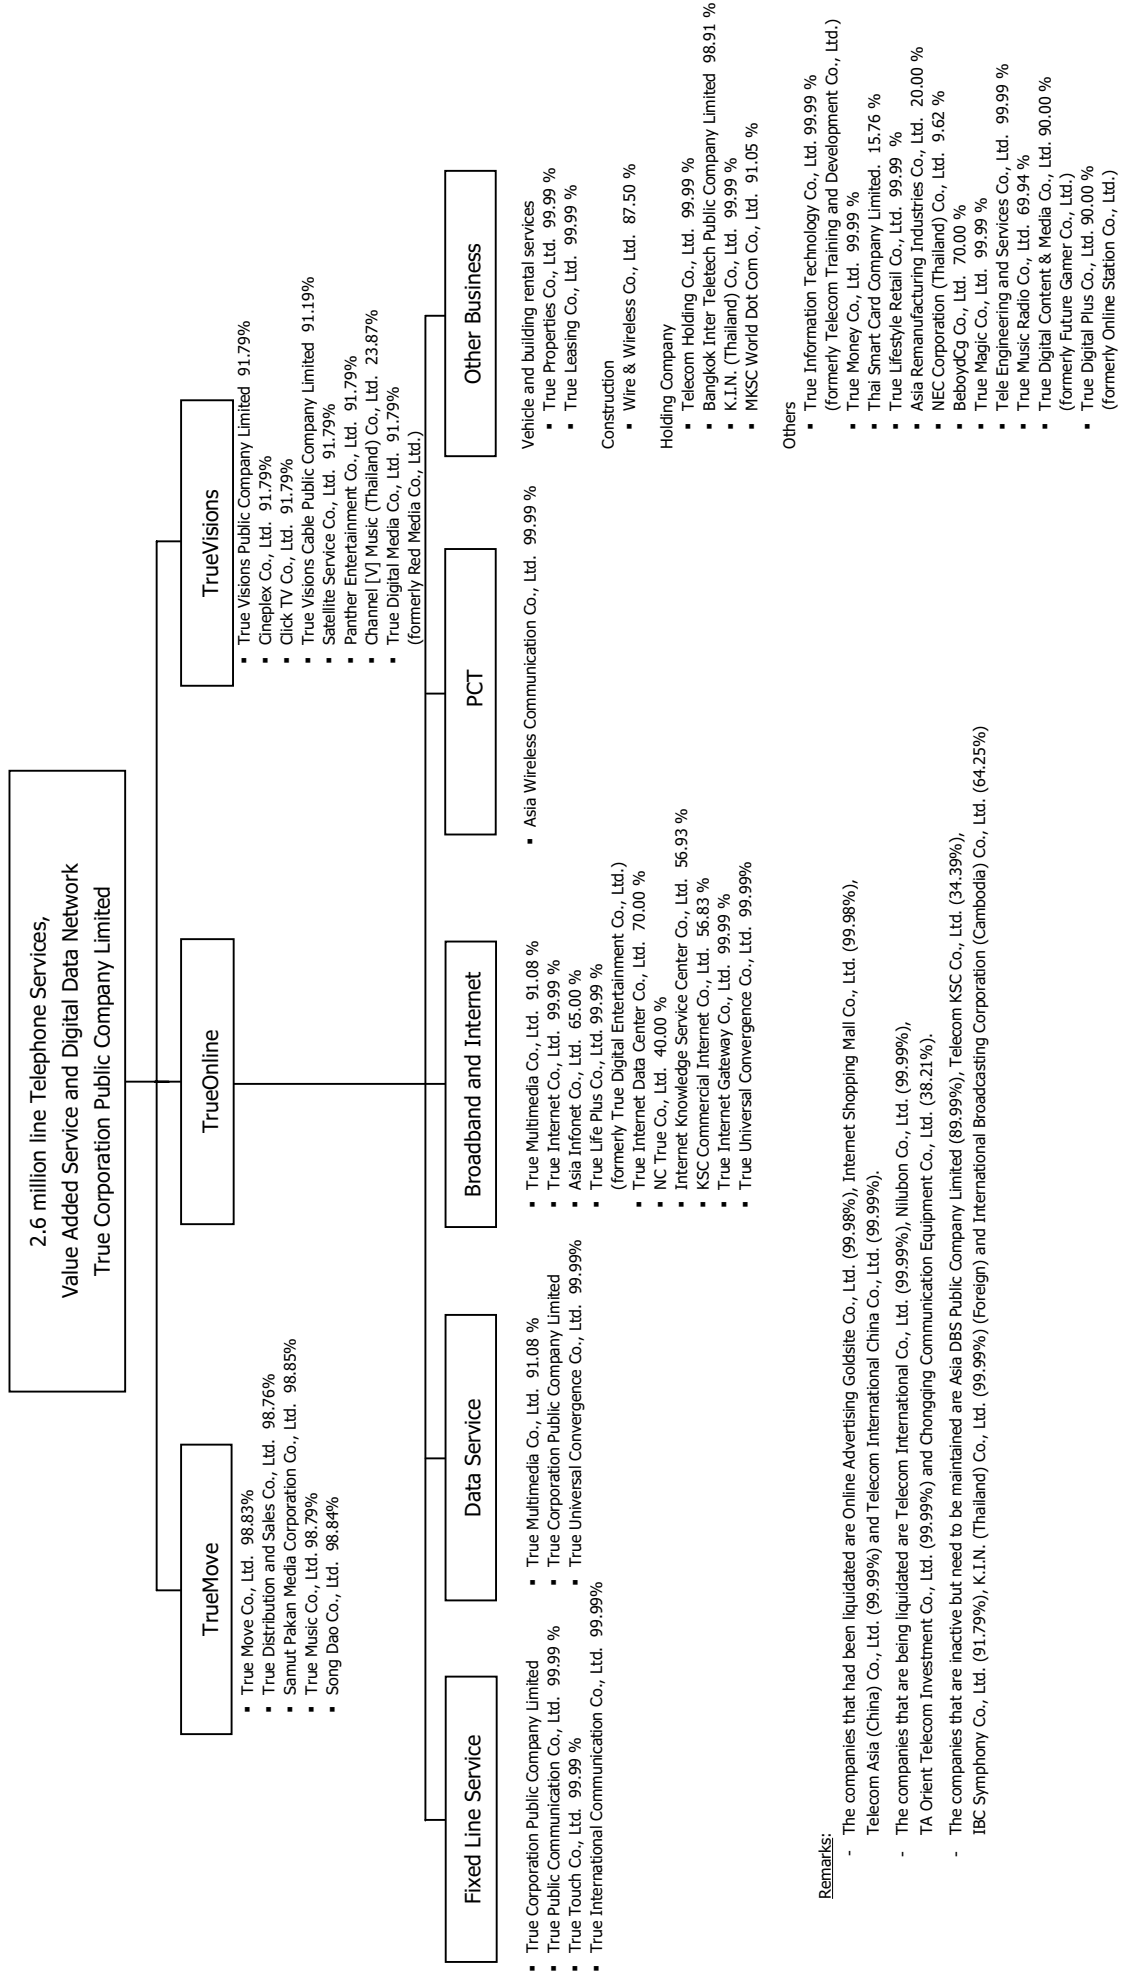 2.6 million line Telephone Services,
Value Added Service and Digital Data Network
True Corporation Public Company Limited
TrueMove
▪ True Move Co., Ltd. 98.83%
▪ True Distribution and Sales Co., Ltd. 98.76%
▪ Samut Pakan Media Corporation Co., Ltd. 98.85%
▪ True Music Co., Ltd. 98.79%
▪ Song Dao Co., Ltd. 98.84%
TrueOnline
TrueVisions
▪ True Visions Public Company Limited 91.79%
▪ Cineplex Co., Ltd. 91.79%
▪ Click TV Co., Ltd. 91.79%
▪ True Visions Cable Public Company Limited 91.19%
▪ Satellite Service Co., Ltd. 91.79%
▪ Panther Entertainment Co., Ltd. 91.79%
▪ Channel [V] Music (Thailand) Co., Ltd. 23.87%
▪ True Digital Media Co., Ltd. 91.79%
(formerly Red Media Co., Ltd.)
Fixed Line Service
▪ True Corporation Public Company Limited
▪ True Public Communication Co., Ltd. 99.99 %
▪ True Touch Co., Ltd. 99.99 %
▪ True International Communication Co., Ltd. 99.99%
Data Service
▪ True Multimedia Co., Ltd. 91.08 %
▪ True Corporation Public Company Limited
▪ True Universal Convergence Co., Ltd. 99.99%
Broadband and Internet
▪ True Multimedia Co., Ltd. 91.08 %
▪ True Internet Co., Ltd. 99.99 %
▪ Asia Infonet Co., Ltd. 65.00 %
▪ True Life Plus Co., Ltd. 99.99 %
(formerly True Digital Entertainment Co., Ltd.)
▪ True Internet Data Center Co., Ltd. 70.00 %
▪ NC True Co., Ltd. 40.00 %
▪ Internet Knowledge Service Center Co., Ltd. 56.93 %
▪ KSC Commercial Internet Co., Ltd. 56.83 %
▪ True Internet Gateway Co., Ltd. 99.99 %
▪ True Universal Convergence Co., Ltd. 99.99%
PCT
▪ Asia Wireless Communication Co., Ltd. 99.99 %
Other Business
Vehicle and building rental services
▪ True Properties Co., Ltd. 99.99 %
▪ True Leasing Co., Ltd. 99.99 %
Construction
▪ Wire & Wireless Co., Ltd. 87.50 %
Holding Company
▪ Telecom Holding Co., Ltd. 99.99 %
▪ Bangkok Inter Teletech Public Company Limited 98.91 %
▪ K.I.N. (Thailand) Co., Ltd. 99.99 %
▪ MKSC World Dot Com Co., Ltd. 91.05 %
Others
▪ True Information Technology Co., Ltd. 99.99 %
(formerly Telecom Training and Development Co., Ltd.)
▪ True Money Co., Ltd. 99.99 %
▪ Thai Smart Card Company Limited. 15.76 %
▪ True Lifestyle Retail Co., Ltd. 99.99 %
▪ Asia Remanufacturing Industries Co., Ltd. 20.00 %
▪ NEC Corporation (Thailand) Co., Ltd. 9.62 %
▪ BeboydCg Co., Ltd. 70.00 %
▪ True Magic Co., Ltd. 99.99 %
▪ Tele Engineering and Services Co., Ltd. 99.99 %
▪ True Music Radio Co., Ltd. 69.94 %
▪ True Digital Content & Media Co., Ltd. 90.00 %
(formerly Future Gamer Co., Ltd.)
▪ True Digital Plus Co., Ltd. 90.00 %
(formerly Online Station Co., Ltd.)
Remarks:
- The companies that had been liquidated are Online Advertising Goldsite Co., Ltd. (99.98%), Internet Shopping Mall Co., Ltd. (99.98%),
Telecom Asia (China) Co., Ltd. (99.99%) and Telecom International China Co., Ltd. (99.99%).
- The companies that are being liquidated are Telecom International Co., Ltd. (99.99%), Nilubon Co., Ltd. (99.99%),
TA Orient Telecom Investment Co., Ltd. (99.99%) and Chongqing Communication Equipment Co., Ltd. (38.21%).
- The companies that are inactive but need to be maintained are Asia DBS Public Company Limited (89.99%), Telecom KSC Co., Ltd. (34.39%),
IBC Symphony Co., Ltd. (91.79%), K.I.N. (Thailand) Co., Ltd. (99.99%) (Foreign) and International Broadcasting Corporation (Cambodia) Co., Ltd. (64.25%)